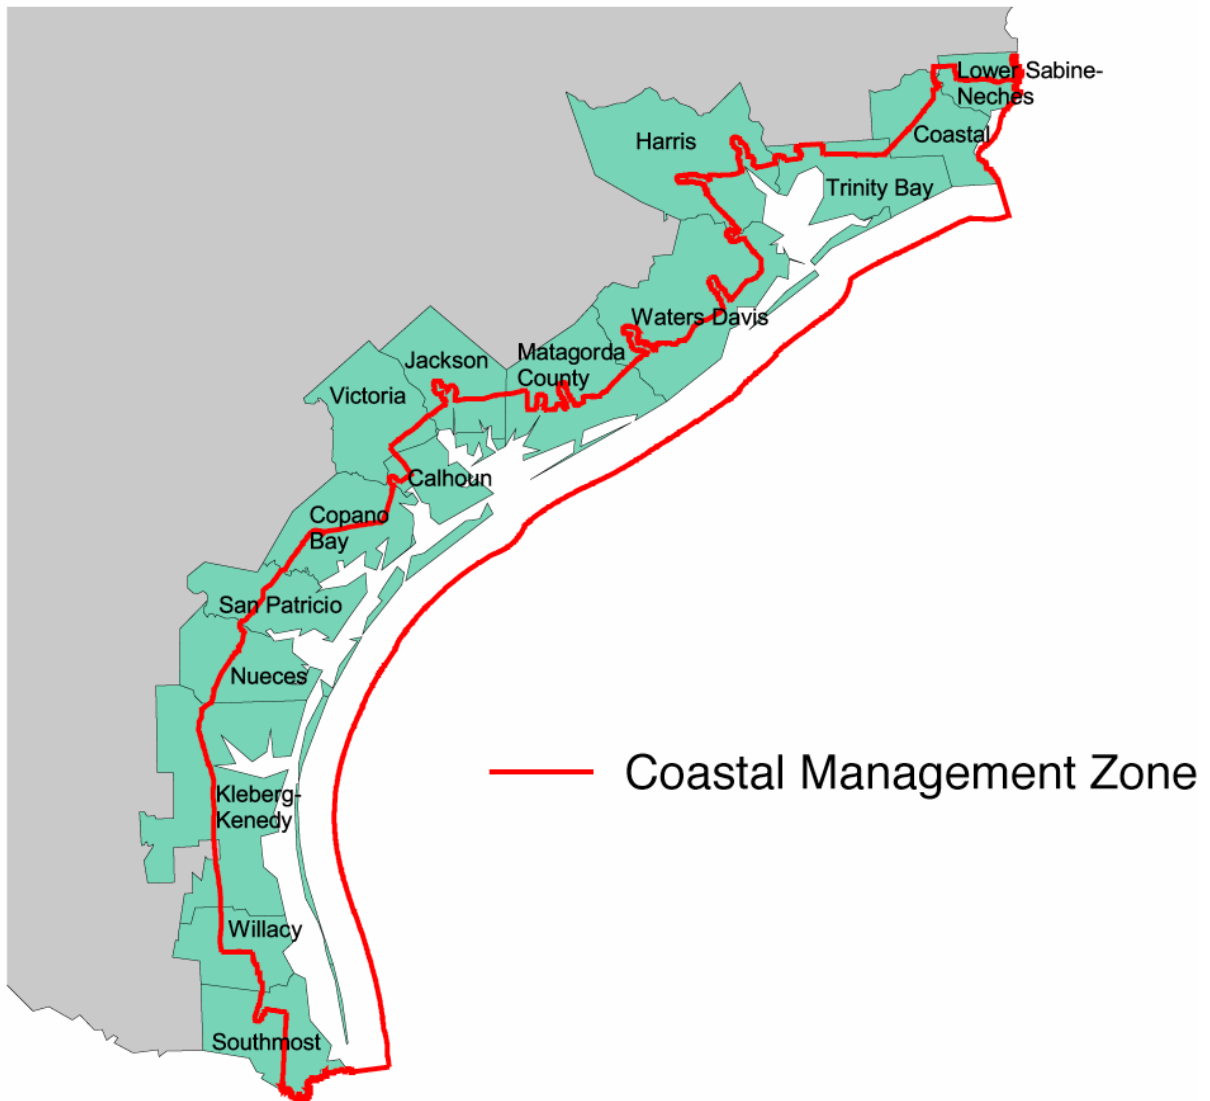 Lower Sabine-
Neches
Coastal
Harris
Trinity Bay
Waters Davis
Matagorda
County
Jackson
Victoria
Calhoun
Copano
Bay
San Patricio
Nueces
Coastal Management Zone
Kleberg-
Kenedy
Willacy
Southmost